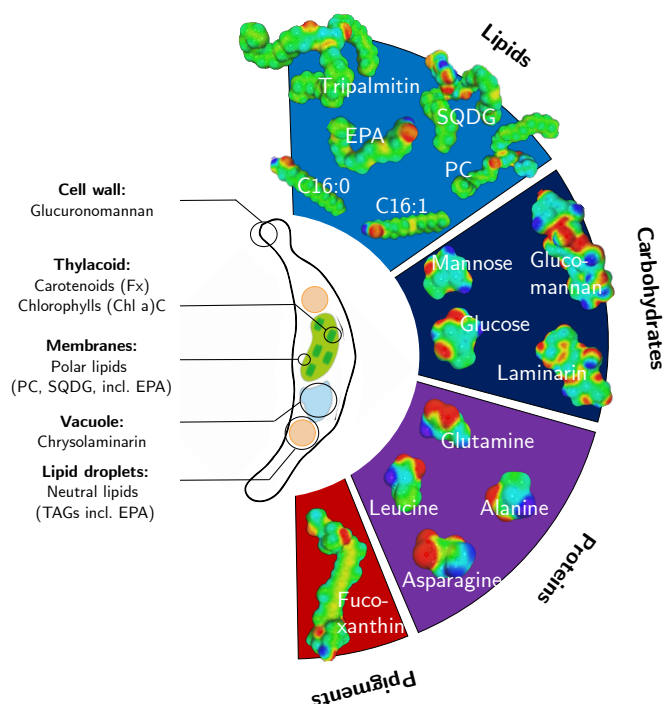 Lipids
Tripalmitin
SQDG
EPA
PC
C16:0
C16:1
Cell wall:
Glucuronomannan
Thylacoid:
Carotenoids (Fx)
Chlorophylls (Chl a)C
Membranes:
Polar lipids
(PC, SQDG, incl. EPA)
Vacuole:
Chrysolaminarin
Lipid droplets:
Neutral lipids
(TAGs incl. EPA)
Carbohydrates
Mannose
Gluco-
mannan
Glucose
Laminarin
Proteins
Glutamine
Leucine
Alanine
Asparagine
Ppigments
Fuco-
xanthin